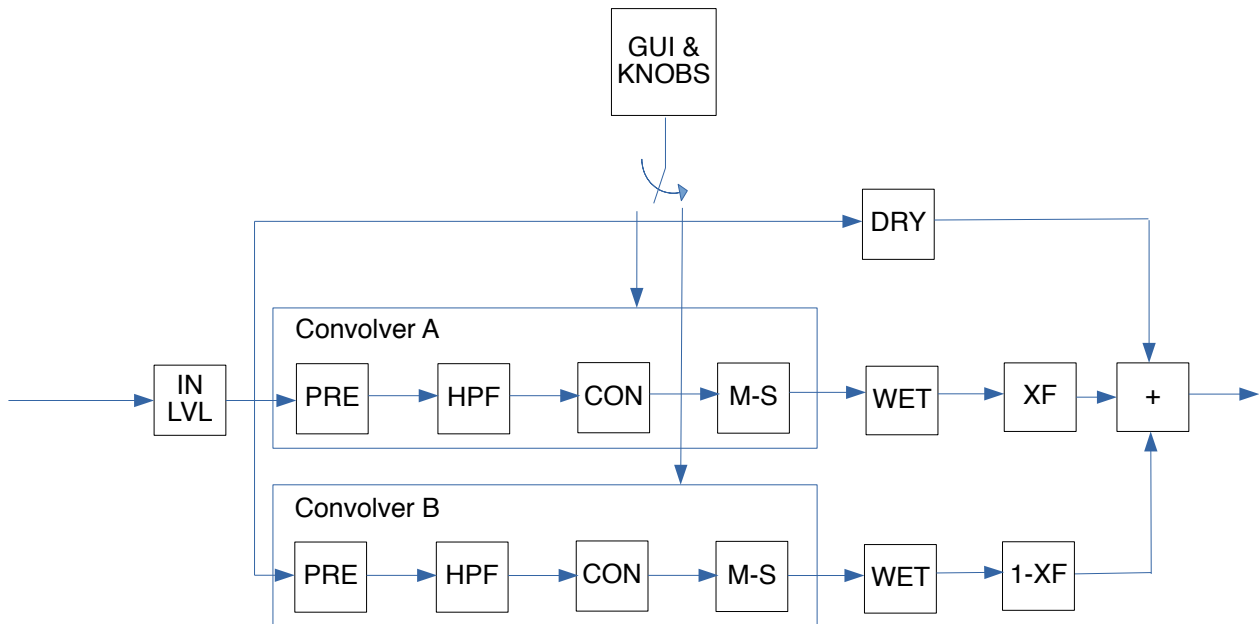 GUI &
KNOBS
DRY
Convolver A
IN
LVL
PRE
HPF
CON
M-S
WET
XF
+
Convolver B
PRE
HPF
CON
M-S
WET
1-XF